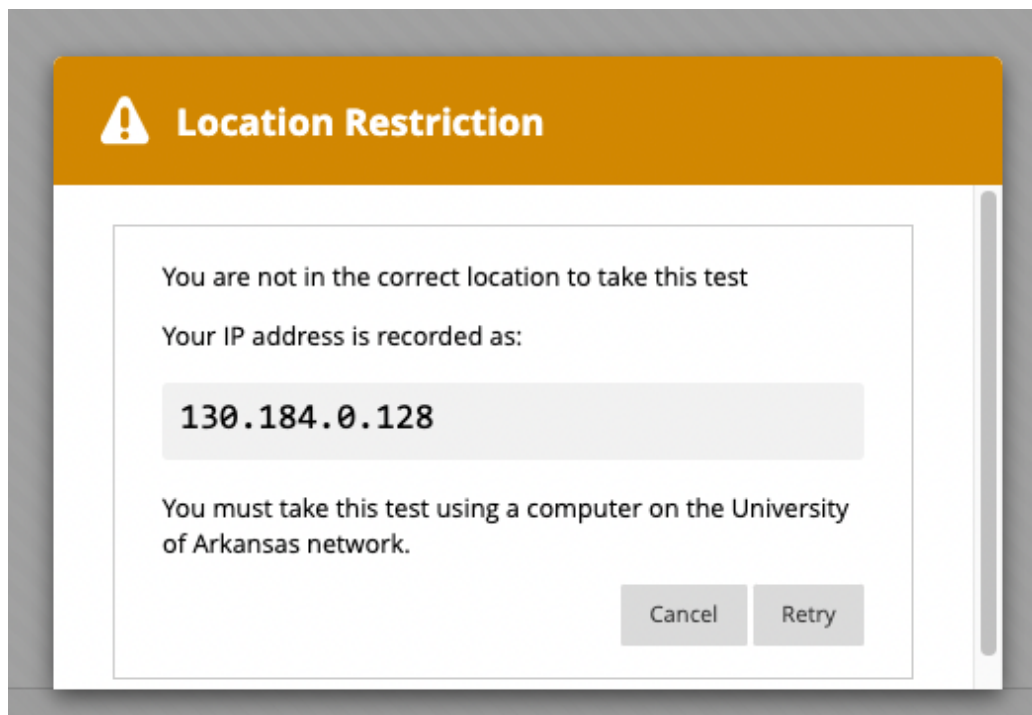 Location Restriction
You are not in the correct location to take this test
Your IP address is recorded as:
130.184.0.128
You must take this test using a computer on the University
of Arkansas network.
Cancel Retry